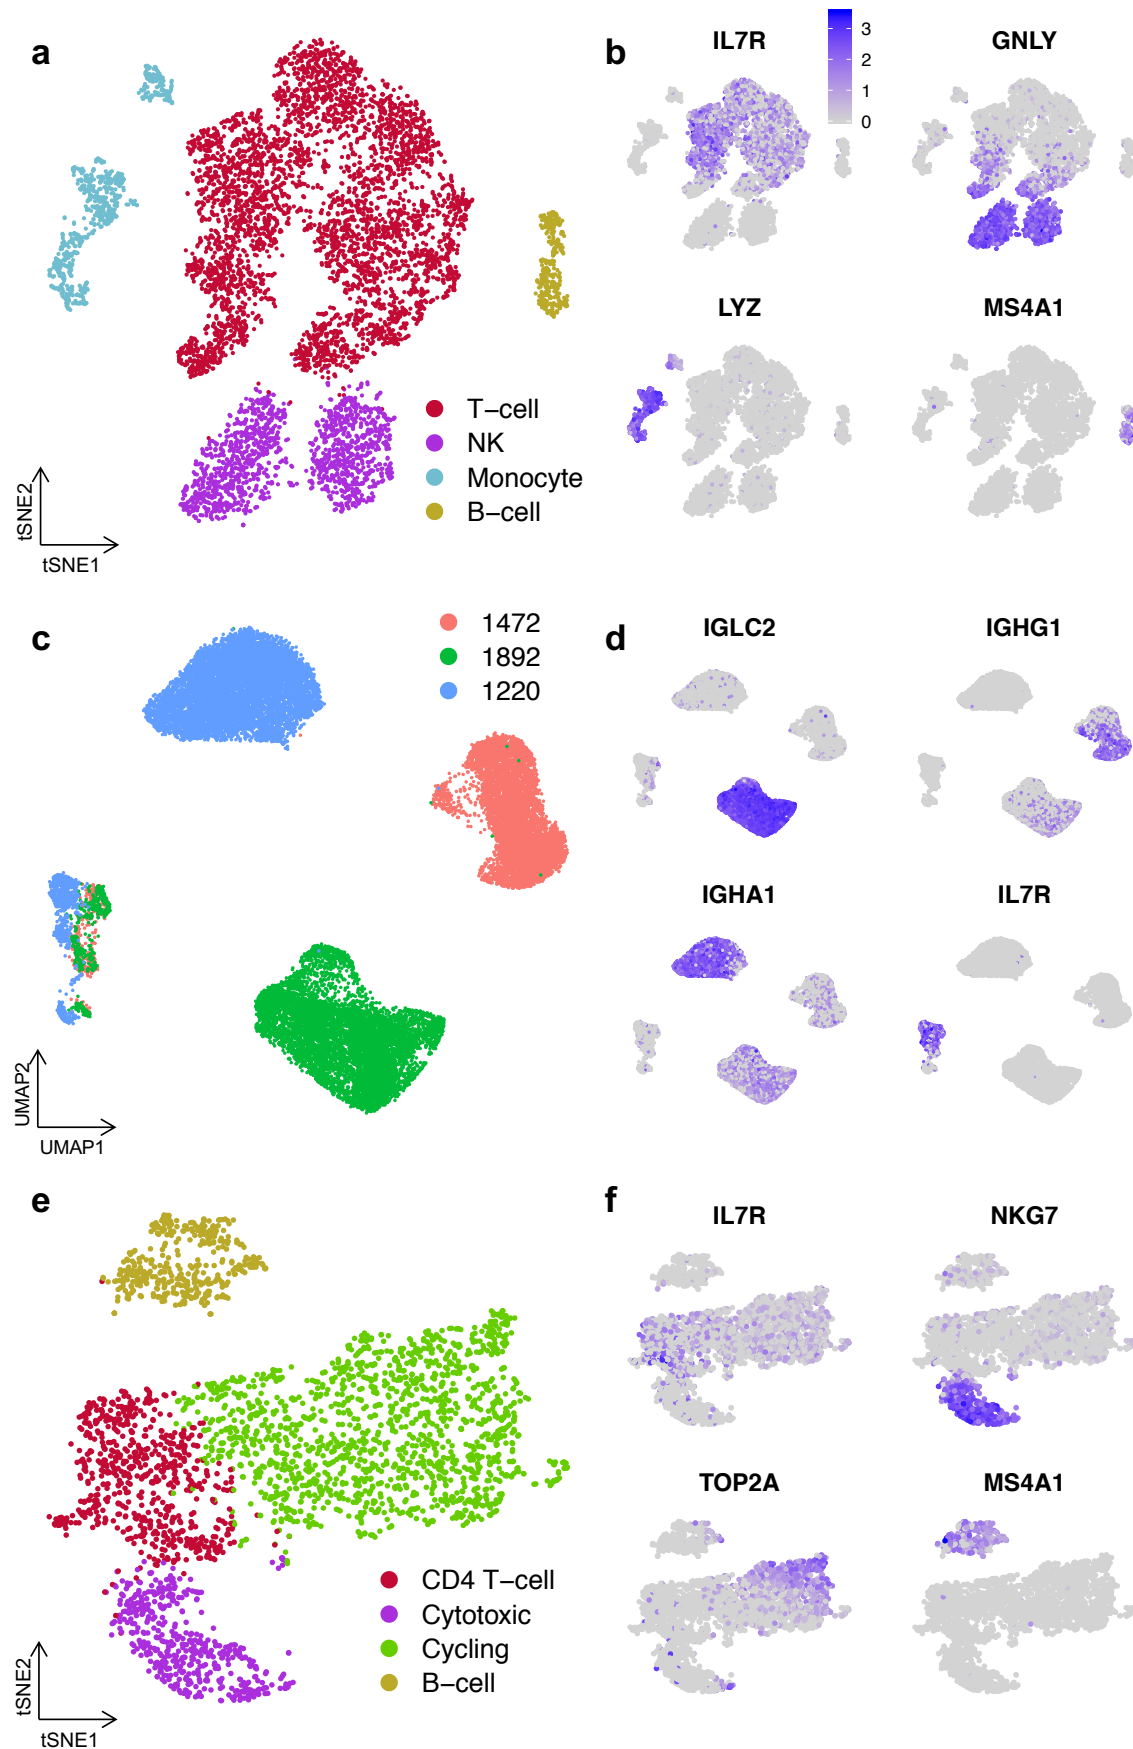 a
T-cell
NK
Monocyte
B-cell
tSNE2
tSNE1
b
IL7R
3
2
1
0
GNLY
LYZ
MS4A1
c
1472
1892
1220
UMAP2
UMAP1
d
IGLC2
IGHG1
IGHA1
IL7R
e
CD4 T-cell
Cytotoxic
Cycling
B-cell
tSNE2
tSNE1
f
IL7R
NKG7
TOP2A
MS4A1